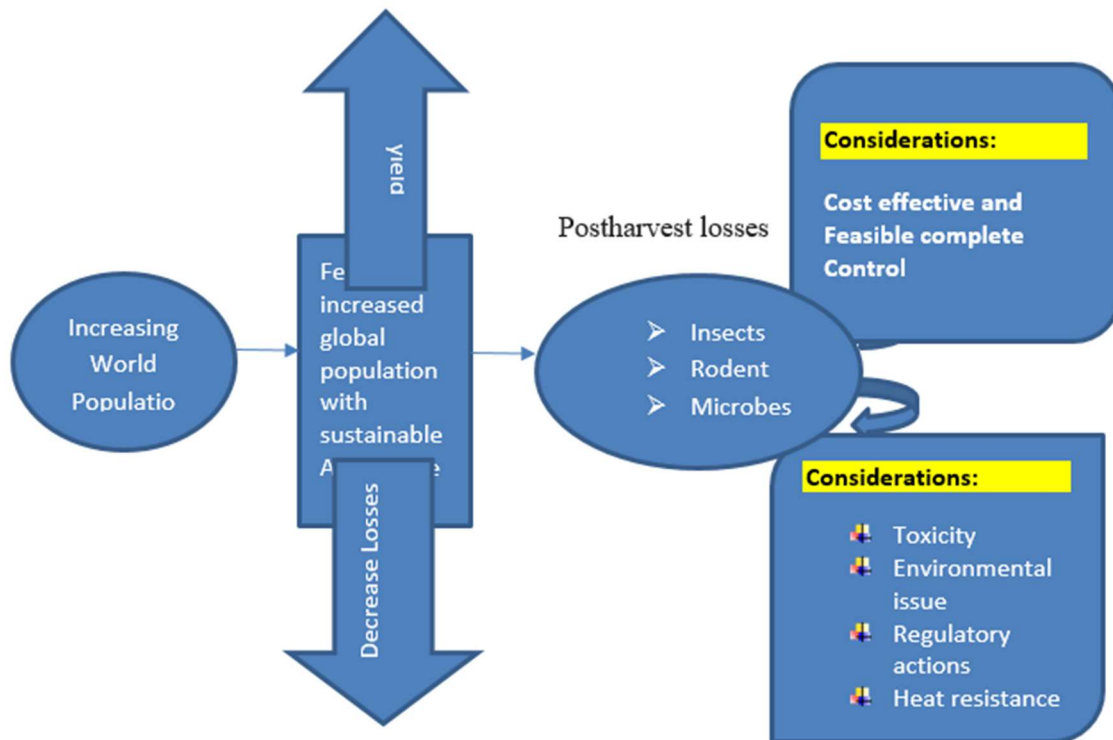 Increasing
World
Populatio
yield
increased
global
population
with
sustainable
Decrease Losses
Postharvest losses
Insects
Rodent
Microbes
Considerations:
Cost effective and
Feasible complete
Control
Considerations:
Toxicity
Environmental
issue
Regulatory
actions
Heat resistance